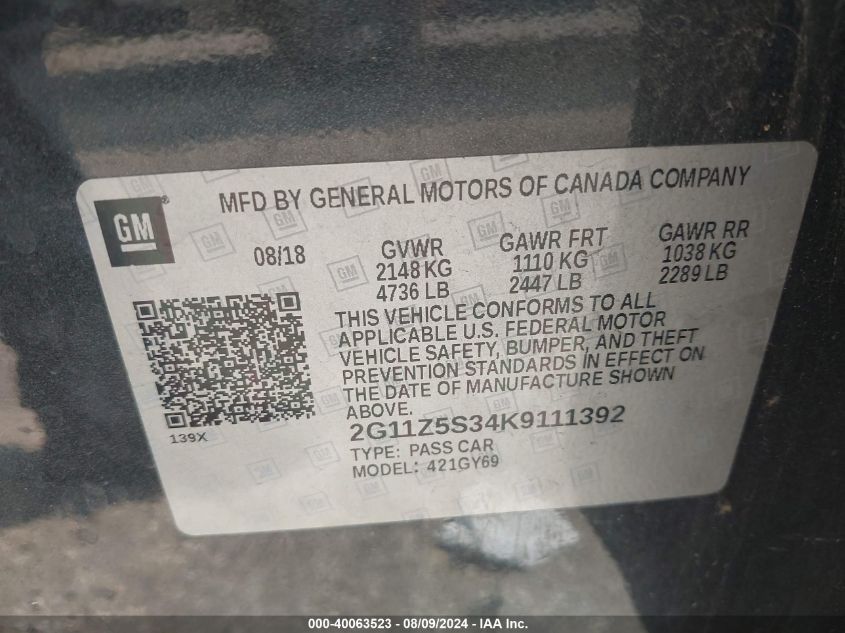 MFD BY GENERAL MOTORS OF CANADA COMPANY
GM®
08/18
GVWR
2148 KG
4736 LB
GAWR FRT
1110 KG
2447 LB
GAWR RR
1038 KG
2289 LB
THIS VEHICLE CONFORMS TO ALL
APPLICABLE U.S. FEDERAL MOTOR
VEHICLE SAFETY, BUMPER, AND THEFT
PREVENTION STANDARDS IN EFFECT ON
THE DATE OF MANUFACTURE SHOWN
ABOVE.
139X
2G11Z5S34K9111392
TYPE: PASS CAR
MODEL: 421GY69
000-40063523 - 08/09/2024 - IAA Inc.